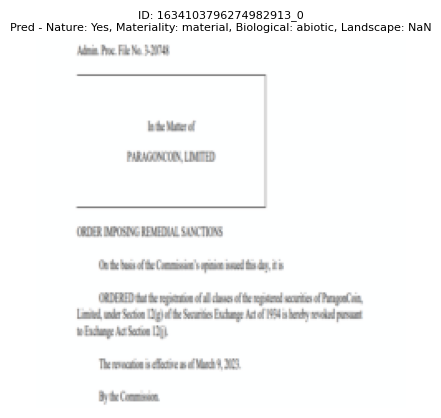 ID: 1634103796274982913_0
Pred - Nature: Yes, Materiality: material, Biological: abiotic, Landscape: NaN
Admin. Proc. File No. 3-20748
In the Matter of
PARAGONCOIN, LIMITED
ORDER IMPOSING REMEDIAL SANCTIONS
On the basis of the Commission's opinion issued this day, it is
ORDERED that the registration of all classes of the registered securities of ParagonCoin,
Limited, under Section 12(g) of the Securities Exchange Act of 1934 is hereby revoked pursuant
to Exchange Act Section 12(j).
The revocation is effective as of March 9, 2023.
By the Commission.